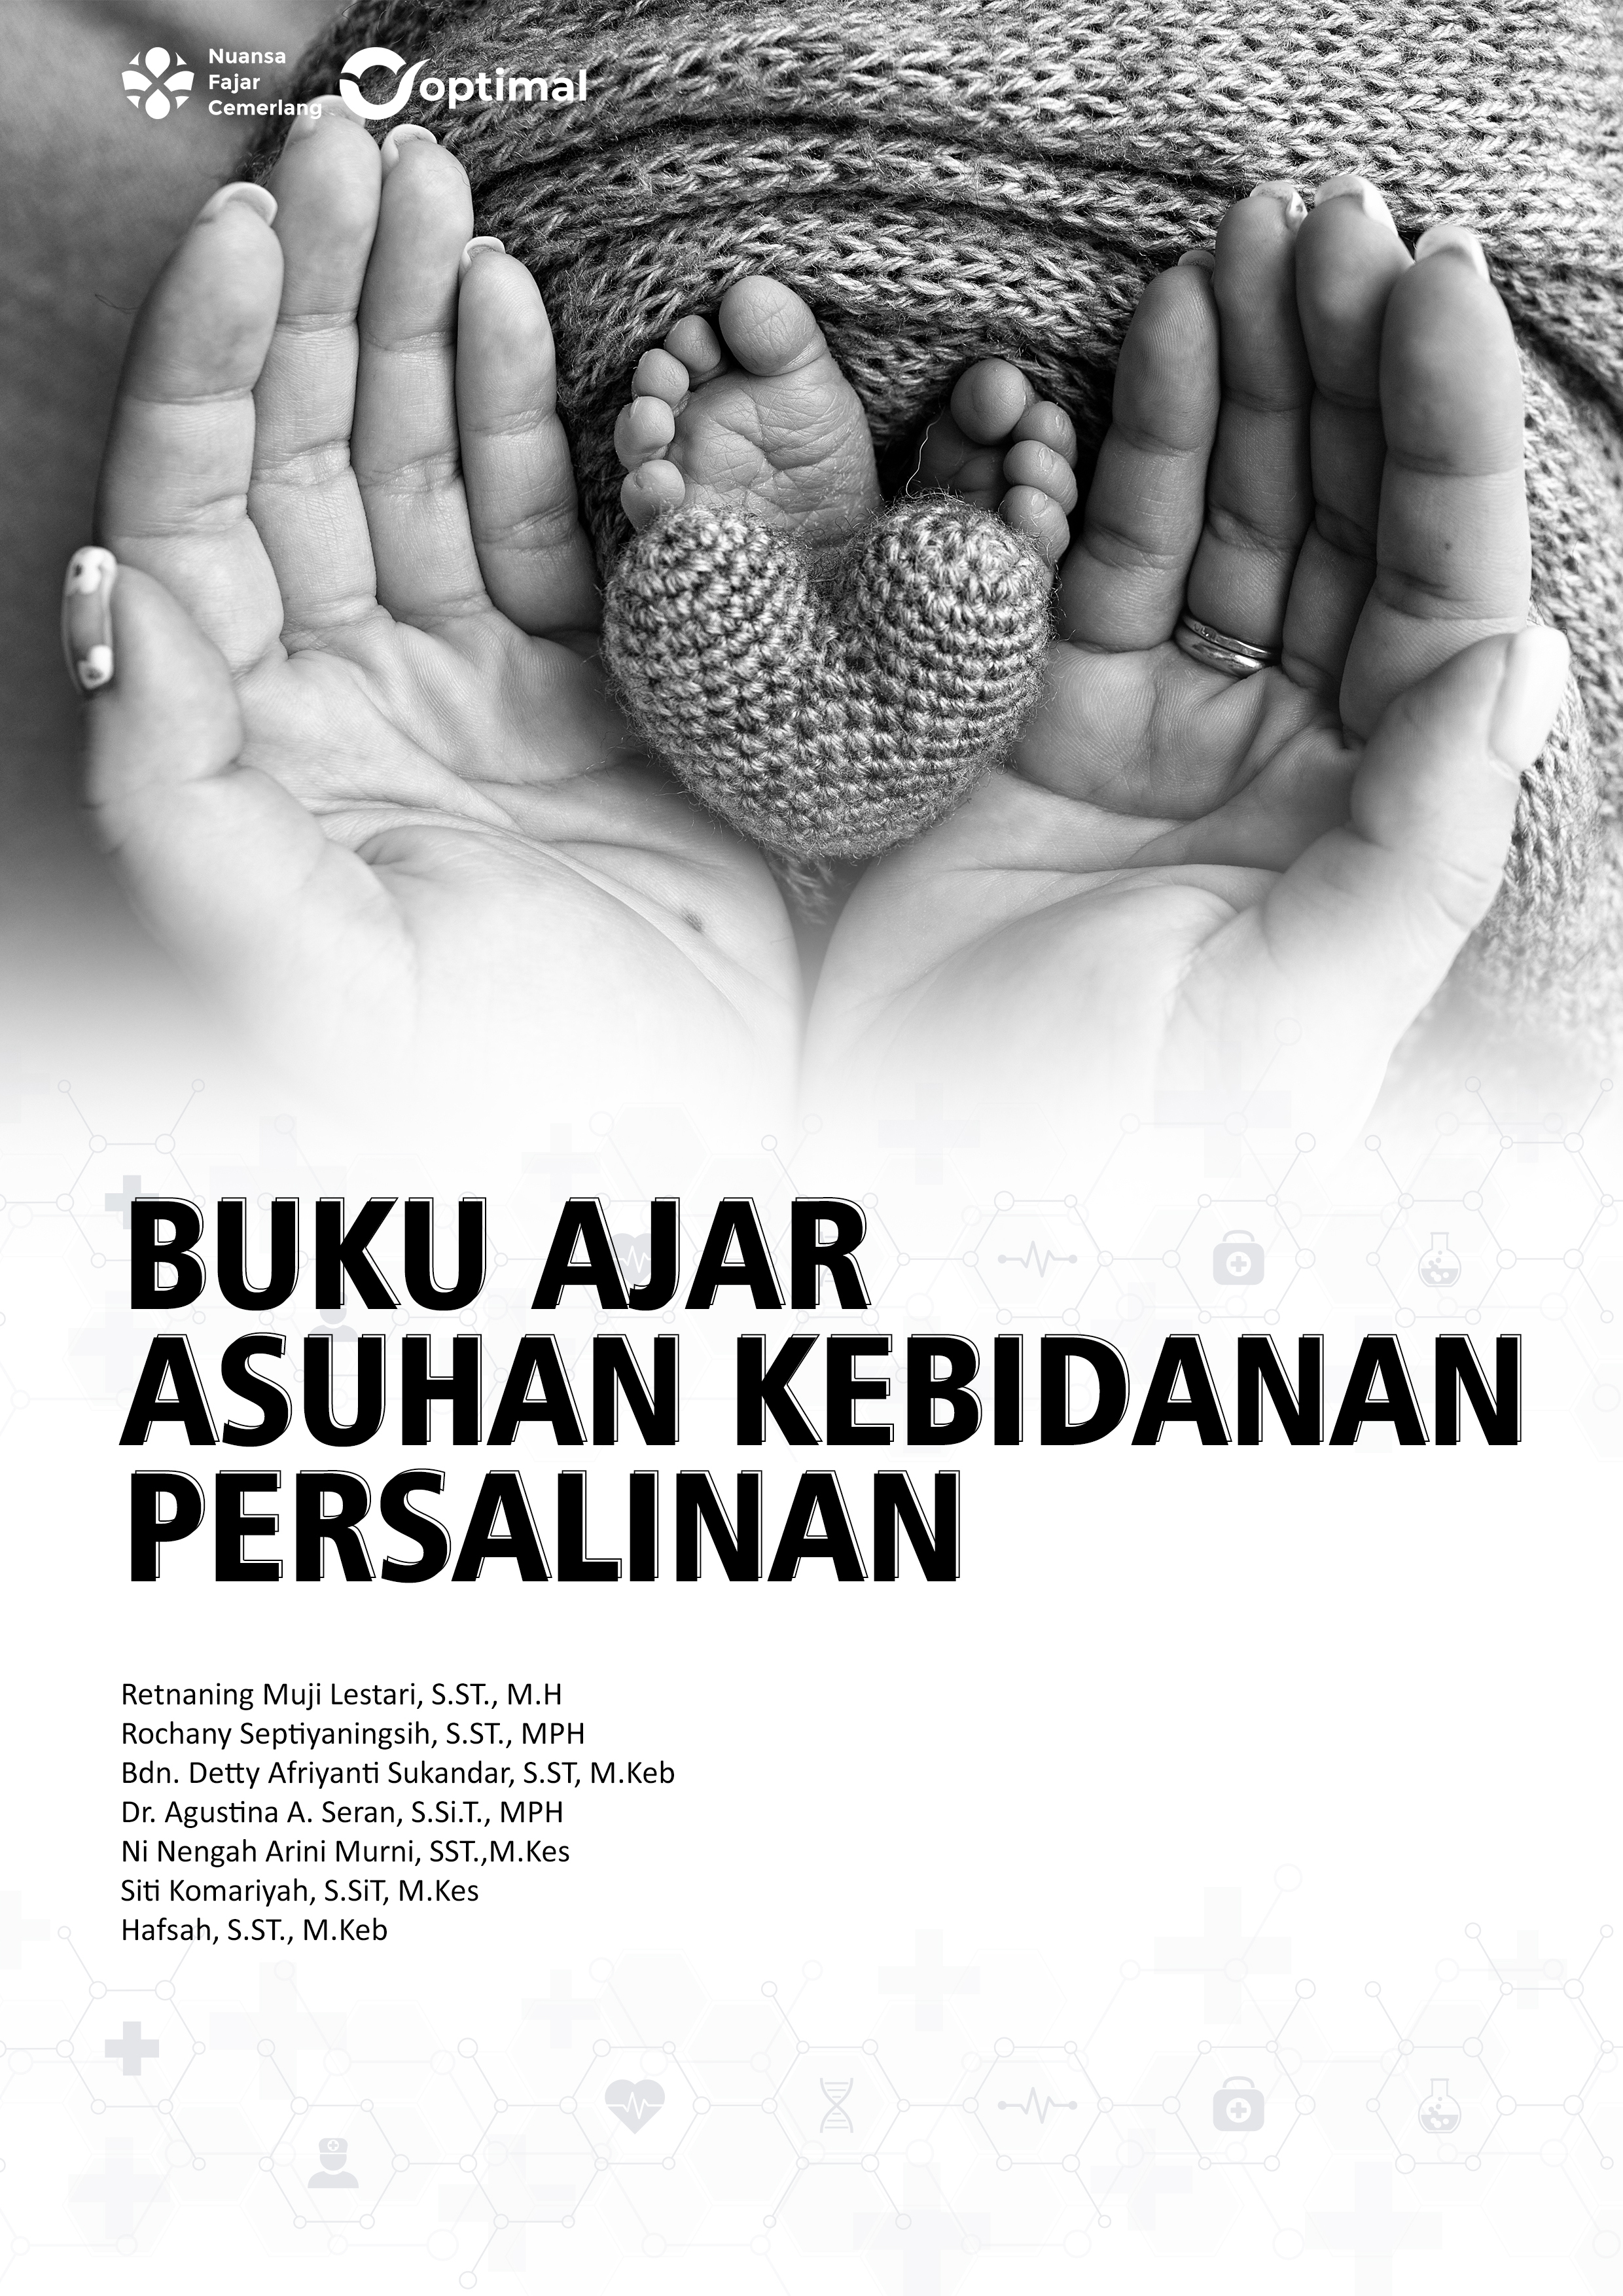 Nuansa
Fajar
Cemerlang
optimal
BUKU AJAR
ASUHAN KEBIDANAN
PERSALINAN
Retnaning Muji Lestari, S.ST., M.H
Rochany Septiyaningsih, S.ST., MPH
Bdn. Detty Afriyanti Sukandar, S.ST, M.Keb
Dr. Agustina A. Seran, S.Si.T., MPH
Ni Nengah Arini Murni, SST.,M.Kes
Siti Komariyah, S.SiT, M.Kes
Hafsah, S.ST., M.Keb